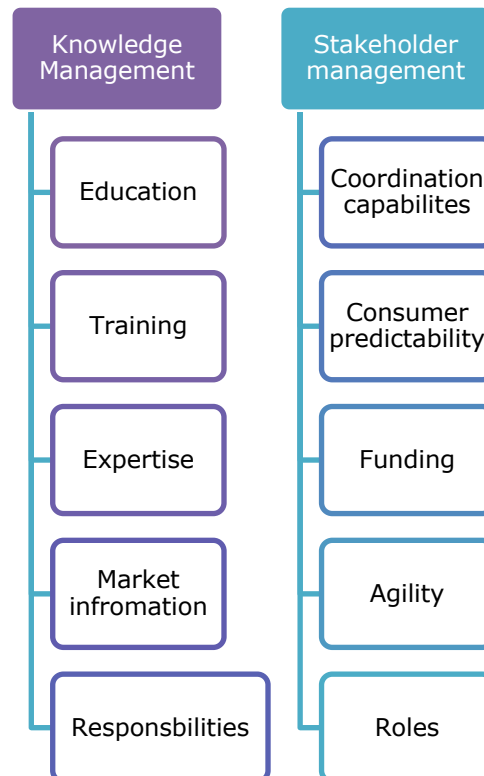 Knowledge
Management
Education
Training
Expertise
Market
infromation
Responsbilities
Stakeholder
management
Coordination
capabilites
Consumer
predictability
Funding
Agility
Roles